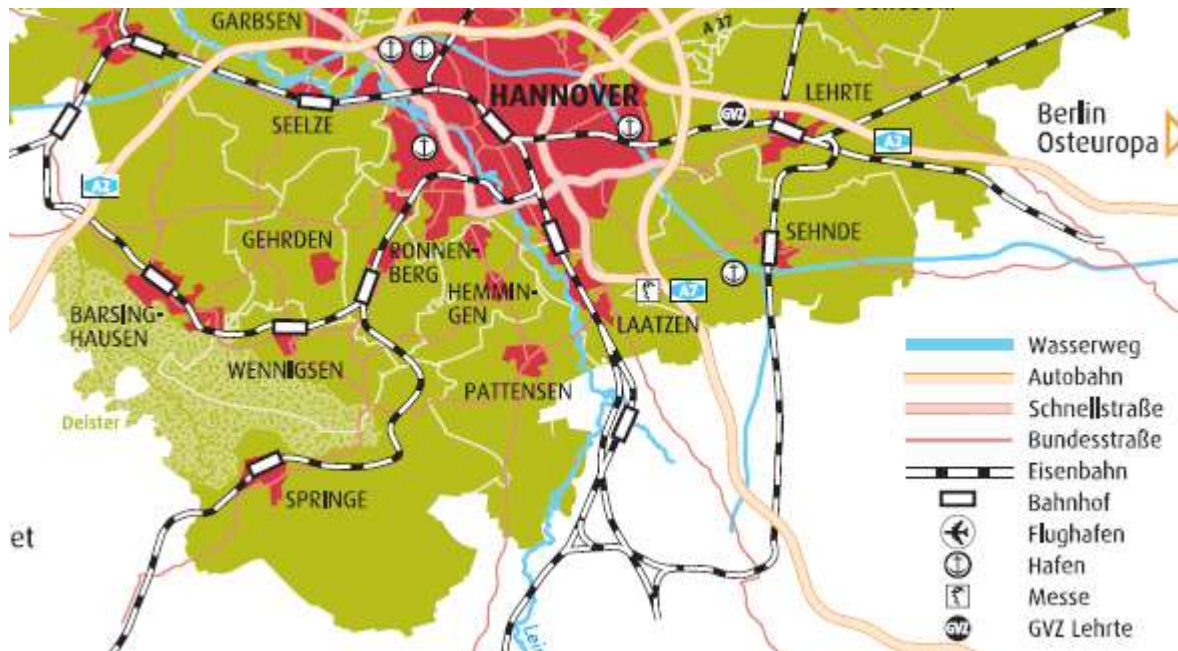 GARBSEN
A 37
HANNOVER
LEHRTE
GVZ
SEELZE
Berlin
Osteuropa
A2
A2
GEHRDEN
RONNEN-
BERG
SEHNDE
HEMMIN-
GEN
A7
BARSING-
HAUSEN
LAATZEN
WENNIGSEN
PATTENSEN
Deister
SPRINGE
et
Wasserweg
Autobahn
Schnellstraße
Bundesstraße
Eisenbahn
Bahnhof
Flughafen
Hafen
Messe
GVZ
GVZ Lehrte